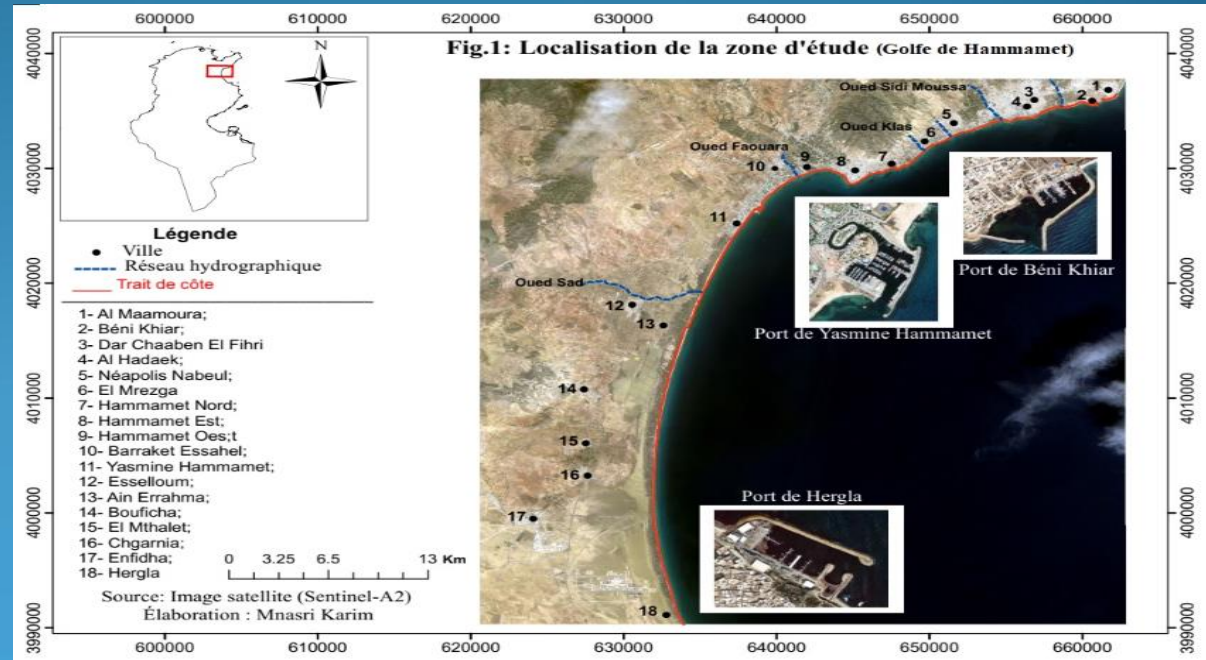 600000 610000 620000 630000 640000 650000 660000
Fig.1: Localisation de la zone d'étude (Golfe de Hammamet)
N
4040000
4030000
4020000
4010000
4000000
3990000
Légende
Ville
Réseau hydrographique
Trait de côte
1- Al Maamoura;
2- Béni Khiar;
3- Dar Chaaben El Fihri
4- Al Hadaek;
5- Néapolis Nabeul;
6- El Mrezga
7- Hammamet Nord;
8- Hammamet Est;
9- Hammamet Oes;t
10- Barraket Essahel;
11- Yasmine Hammamet;
12- Esselloum;
13- Ain Errahma;
14- Bouficha;
15- El Mthalet;
16- Chgarnia;
17- Enfidha;
18- Hergla
0 3.25 6.5 13 Km
Source: Image satellite (Sentinel-A2)
Élaboration : Mnasri Karim
Oued Sidi Moussa
Oued Klas
Oued Faouara
Oued Sad
1
2
3
4
5
6
7
8
9
10
11
12
13
14
15
16
17
18
Port de Béni Khiar
Port de Yasmine Hammamet
Port de Hergla
4040000
4030000
4020000
4010000
4000000
3990000
600000 610000 620000 630000 640000 650000 660000